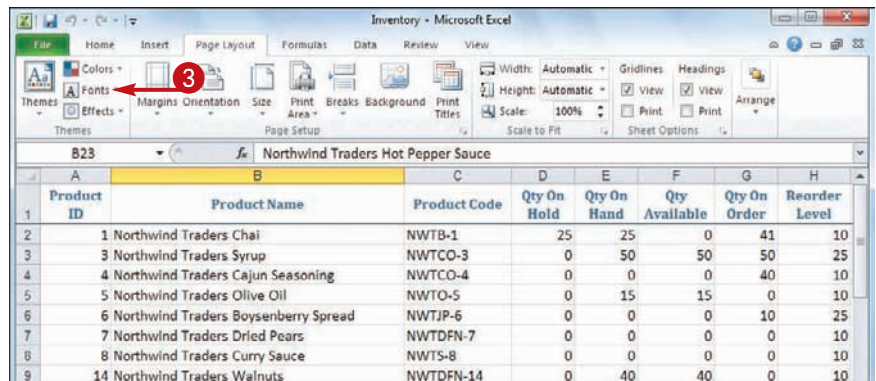 Inventory - Microsoft Excel
File Home Insert Page Layout Formulas Data Review View
Colors
Fonts
Effects
Themes
Themes
3
Margins Orientation Size Print Area Breaks Background Print Titles
Page Setup
Width: Automatic
Height: Automatic
Scale: 100%
Scale to Fit
Gridlines Headings
View View
Print Print
Sheet Options
Arrange
B23 fx Northwind Traders Hot Pepper Sauce
A B C D E F G H
1 Product ID Product Name Product Code Qty On Hold Qty On Hand Qty Available Qty On Order Reorder Level
2 1 Northwind Traders Chai NWTB-1 25 25 0 41 10
3 3 Northwind Traders Syrup NWTCO-3 0 50 50 50 25
4 4 Northwind Traders Cajun Seasoning NWTCO-4 0 0 0 40 10
5 5 Northwind Traders Olive Oil NWTO-5 0 15 15 0 10
6 6 Northwind Traders Boysenberry Spread NWTJP-6 0 0 0 10 25
7 7 Northwind Traders Dried Pears NWTDFN-7 0 0 0 0 10
8 8 Northwind Traders Curry Sauce NWTS-8 0 0 0 0 10
9 14 Northwind Traders Walnuts NWTDFN-14 0 40 40 0 10